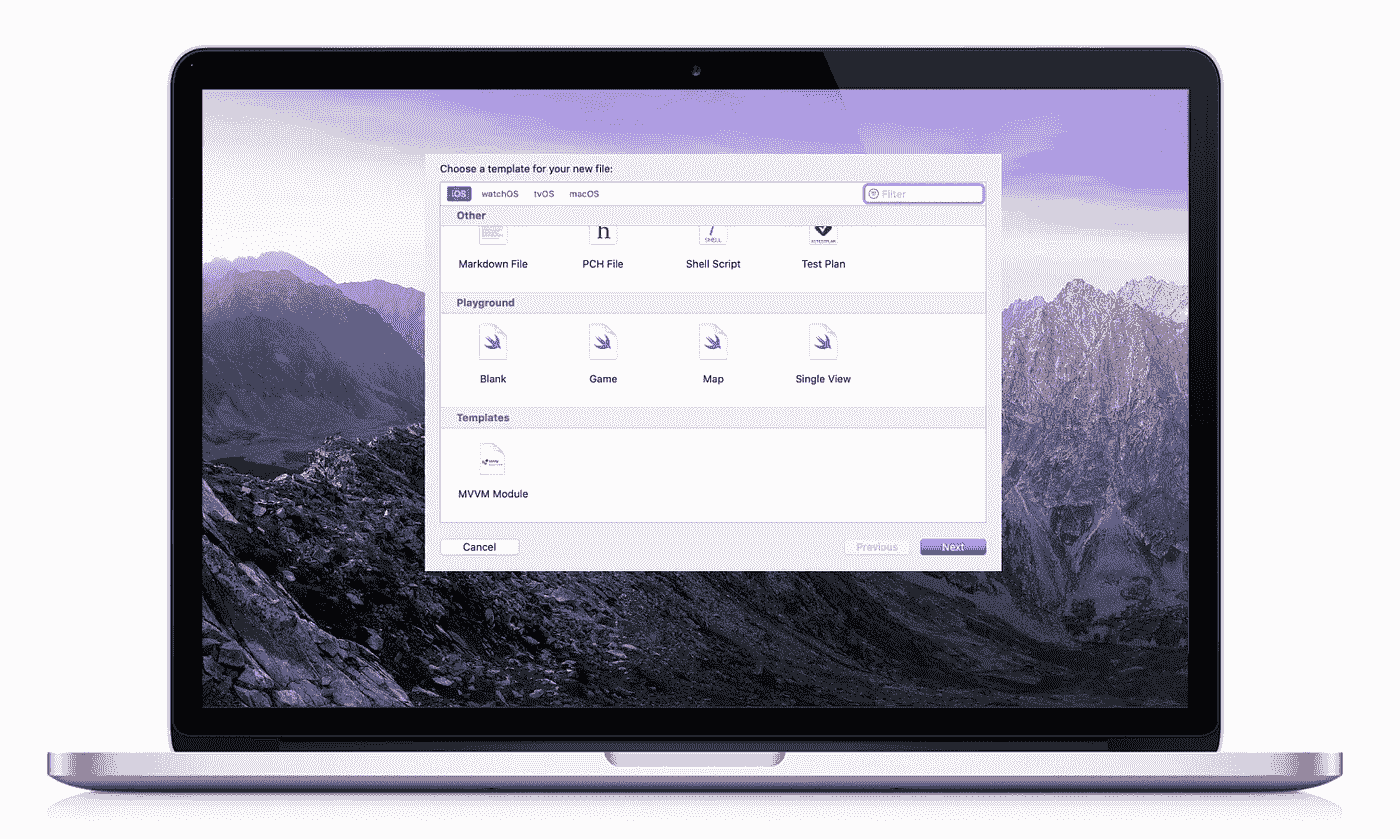 Choose a template for your new file:
iOS watchOS tvOS macOS Filter
Other
h SHELL
Markdown File PCH File Shell Script Test Plan
Playground
Blank Game Map Single View
Templates
MVVM Module
Cancel Previous Next